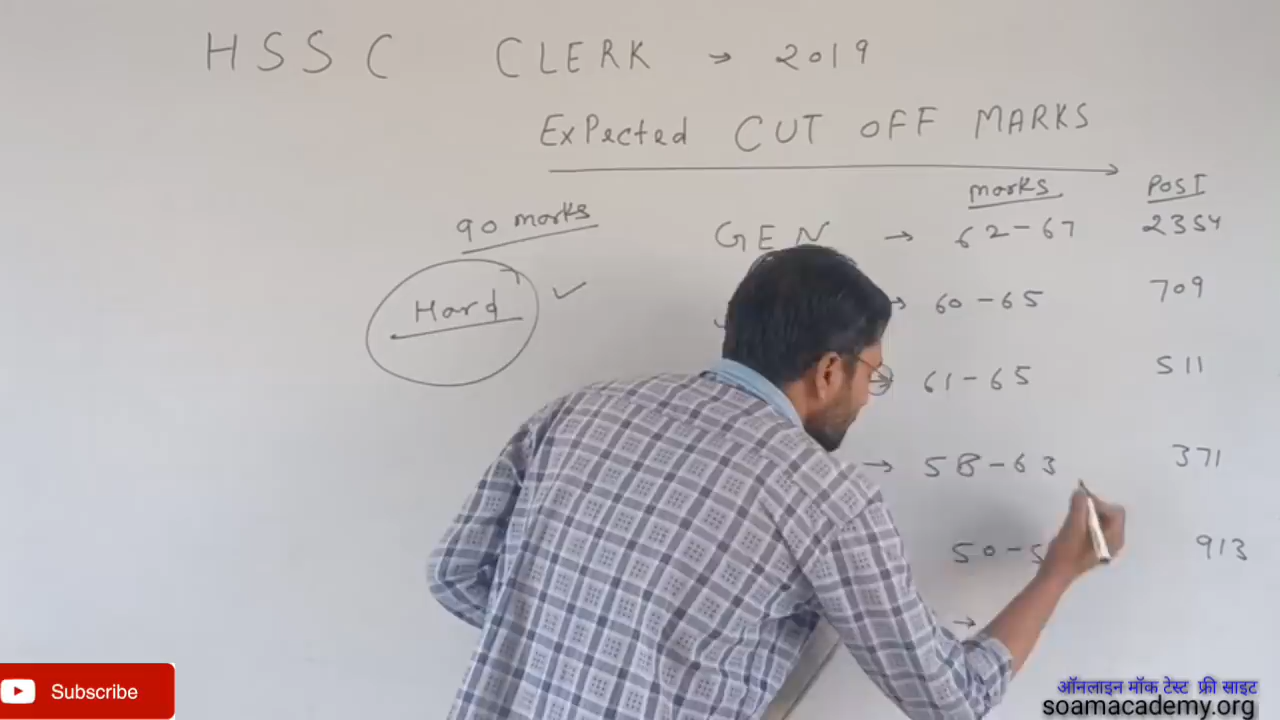 HSSC CLERK → 2019
Expected CUT OFF MARKS
marks POST
90 marks
GEN → 62-67 2354
Hard ✓
→ 60-65 709
→ 61-65 511
→ 58-63 371
50-5 913
→
Subscribe
ऑनलाइन मॉक टेस्ट फ्री साइट
soamacademy.org